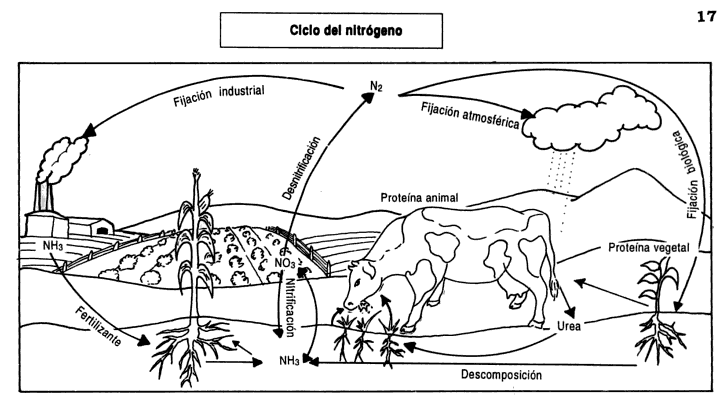 17
Ciclo del nitrógeno
N2
Fijación industrial
Fijación atmosférica
Fijación biológica
Desnitrificación
Proteína animal
Proteína vegetal
NH3
NO3
Nitrificación
Fertilizante
Urea
NH3
Descomposición